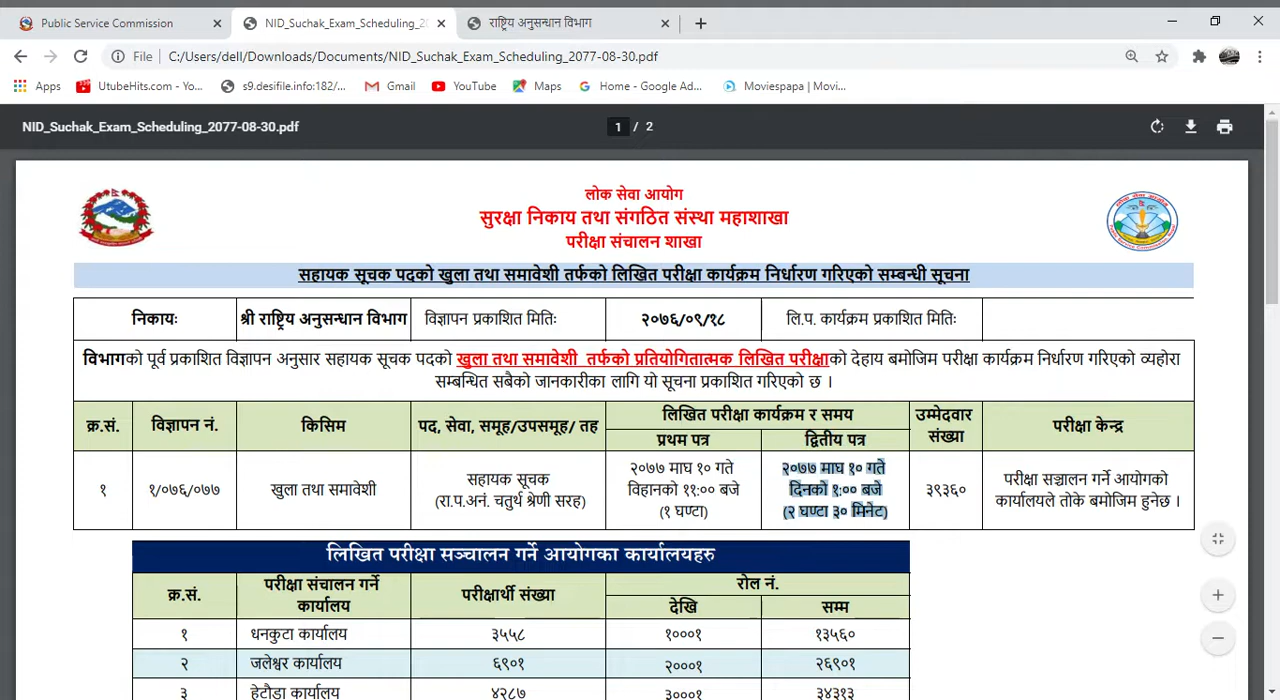 Public Service Commission
NID_Suchak_Exam_Scheduling_20
राष्ट्रिय अनुसन्धान विभाग
File | C:/Users/dell/Downloads/Documents/NID_Suchak_Exam_Scheduling_2077-08-30.pdf
Apps UtubeHits.com - Yo... s9.desifile.info:182/... Gmail YouTube Maps Home - Google Ad... Moviespapa | Movi...
NID_Suchak_Exam_Scheduling_2077-08-30.pdf 1 / 2
लोक सेवा आयोग
सुरक्षा निकाय तथा संगठित संस्था महाशाखा
परीक्षा संचालन शाखा
सहायक सूचक पदको खुला तथा समावेशी तर्फको लिखित परीक्षा कार्यक्रम निर्धारण गरिएको सम्बन्धी सूचना
निकायः श्री राष्ट्रिय अनुसन्धान विभाग विज्ञापन प्रकाशित मितिः २०७६/०९/१८ लि.प. कार्यक्रम प्रकाशित मितिः
विभागको पूर्व प्रकाशित विज्ञापन अनुसार सहायक सूचक पदको खुला तथा समावेशी तर्फको प्रतियोगितात्मक लिखित परीक्षाको देहाय बमोजिम परीक्षा कार्यक्रम निर्धारण गरिएको व्यहोरा
सम्बन्धित सबैको जानकारीका लागि यो सूचना प्रकाशित गरिएको छ ।
क्र.सं. विज्ञापन नं. किसिम पद, सेवा, समूह/उपसमूह/ तह लिखित परीक्षा कार्यक्रम र समय उम्मेदवार संख्या परीक्षा केन्द्र
प्रथम पत्र द्वितीय पत्र
१ १/०७६/०७७ खुला तथा समावेशी सहायक सूचक (रा.प.अनं. चतुर्थ श्रेणी सरह) २०७७ माघ १० गते विहानको ११:०० बजे (१ घण्टा) २०७७ माघ १० गते दिनको १:०० बजे (२ घण्टा ३० मिनेट) ३९३६० परीक्षा सञ्चालन गर्ने आयोगको कार्यालयले तोके बमोजिम हुनेछ ।
लिखित परीक्षा सञ्चालन गर्ने आयोगका कार्यालयहरु
क्र.सं. परीक्षा संचालन गर्ने कार्यालय परीक्षार्थी संख्या रोल नं.
देखि सम्म
१ धनकुटा कार्यालय ३५५८ १०००१ १३५६०
२ जलेश्वर कार्यालय ६९०१ २०००१ २६९०१
३ हेटौडा कार्यालय ४२८७ ३०००१ ३४३१३